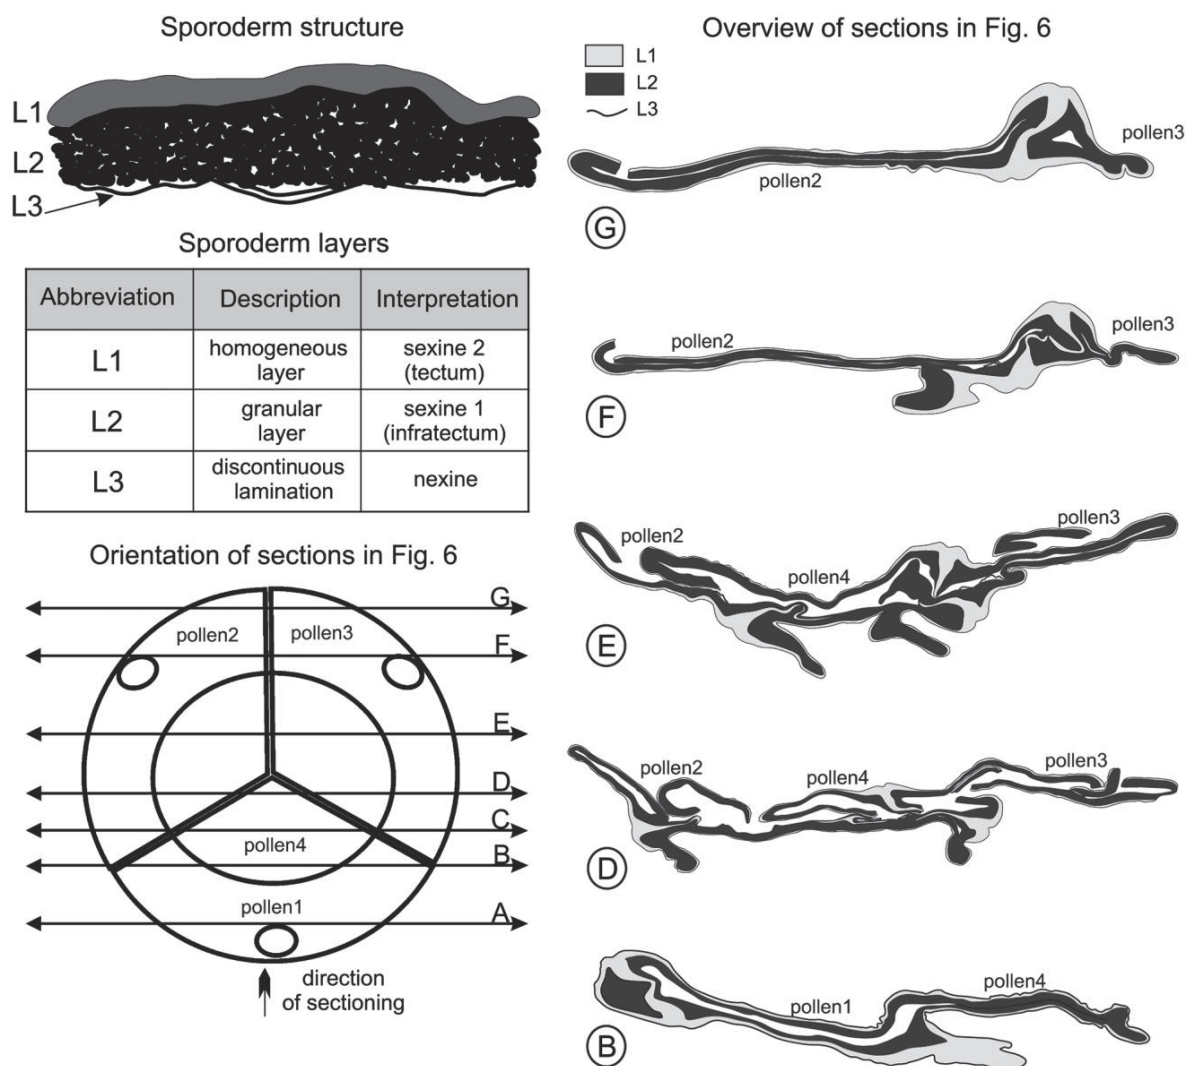 Sporoderm structure
L1
L2
L3
Sporoderm layers
Abbreviation Description Interpretation
L1 homogeneous layer sexine 2 (tectum)
L2 granular layer sexine 1 (infratectum)
L3 discontinuous lamination nexine
Orientation of sections in Fig. 6
G
pollen2 pollen3
F
E
D
C
pollen4
B
pollen1
A
direction
of sectioning
Overview of sections in Fig. 6
L1
L2
L3
pollen3
pollen2
G
pollen3
pollen2
F
pollen3
pollen2
pollen4
E
pollen3
pollen2
pollen4
D
pollen4
pollen1
B